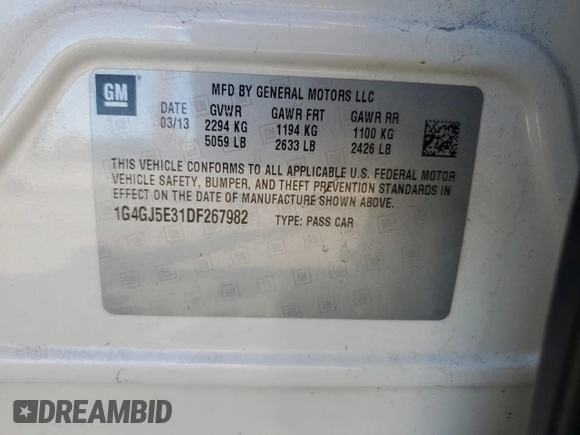 GM
MFD BY GENERAL MOTORS LLC
DATE GVWR GAWR FRT GAWR RR
03/13 2294 KG 1194 KG 1100 KG
5059 LB 2633 LB 2426 LB
THIS VEHICLE CONFORMS TO ALL APPLICABLE U.S. FEDERAL MOTOR
VEHICLE SAFETY, BUMPER, AND THEFT PREVENTION STANDARDS IN
EFFECT ON THE DATE OF MANUFACTURE SHOWN ABOVE.
1G4GJ5E31DF267982 TYPE: PASS CAR
DREAMBID